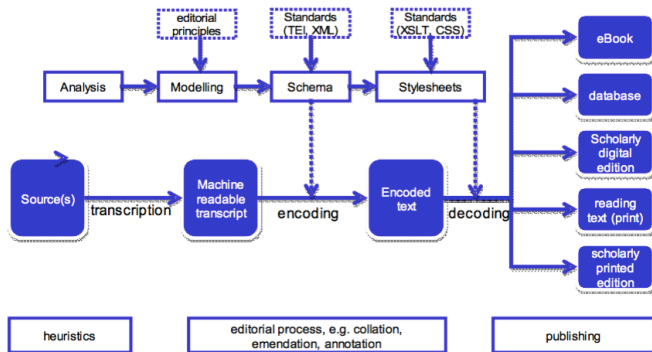 editorial
principles
Standards
(TEI, XML)
Standards
(XSLT, CSS)
Analysis
Modelling
Schema
Stylesheets
Source(s)
transcription
Machine
readable
transcript
encoding
Encoded
text
decoding
eBook
database
Scholarly
digital
edition
reading
text (print)
scholarly
printed
edition
heuristics
editorial process, e.g. collation,
emendation, annotation
publishing